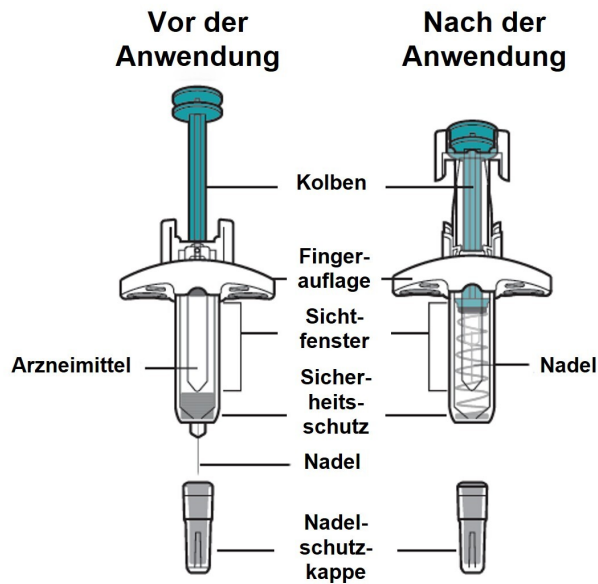 Vor der
Anwendung
Nach der
Anwendung
Kolben
Finger-
auflage
Sicht-
fenster
Arzneimittel
Nadel
Sicher-
heits-
schutz
Nadel
Nadel-
schutz-
kappe